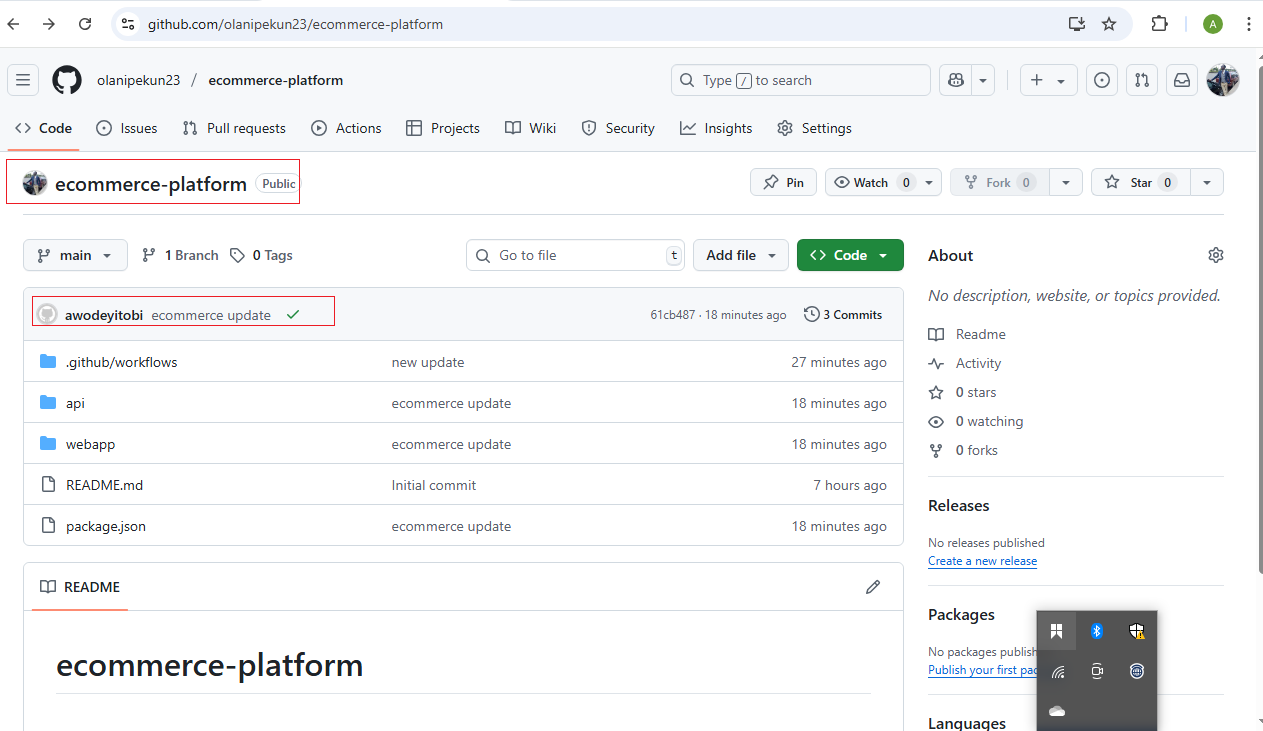 github.com/olanipekun23/ecommerce-platform
A
olanipekun23 / ecommerce-platform
Type / to search
Code Issues Pull requests Actions Projects Wiki Security Insights Settings
ecommerce-platform Public
Pin Watch 0 Fork 0 Star 0
main 1 Branch 0 Tags
Go to file t Add file Code
awodeyitobi ecommerce update
61cb487 · 18 minutes ago 3 Commits
.github/workflows new update 27 minutes ago
api ecommerce update 18 minutes ago
webapp ecommerce update 18 minutes ago
README.md Initial commit 7 hours ago
package.json ecommerce update 18 minutes ago
README
ecommerce-platform
About
No description, website, or topics provided.
Readme
Activity
0 stars
0 watching
0 forks
Releases
No releases published
Create a new release
Packages
No packages publish
Publish your first pac
Languages